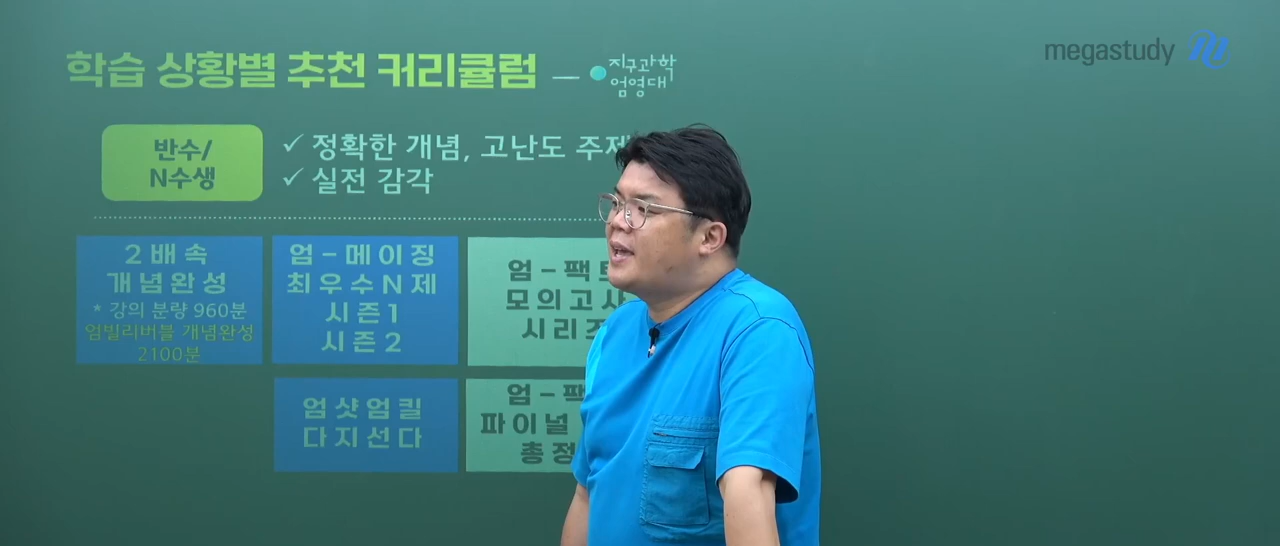 megastudy
학습 상황별 추천 커리큘럼
지구과학
엄영대
반수/
N수생
✓ 정확한 개념, 고난도 주제
✓ 실전 감각
2배속
개념완성
* 강의 분량 960분
엄빌리버블 개념완성
2100분
엄-메이징
최우수N제
시즌1
시즌2
엄-팩
모의고사
시리즈
엄샷엄킬
다지선다
엄-팩
파이널
총정